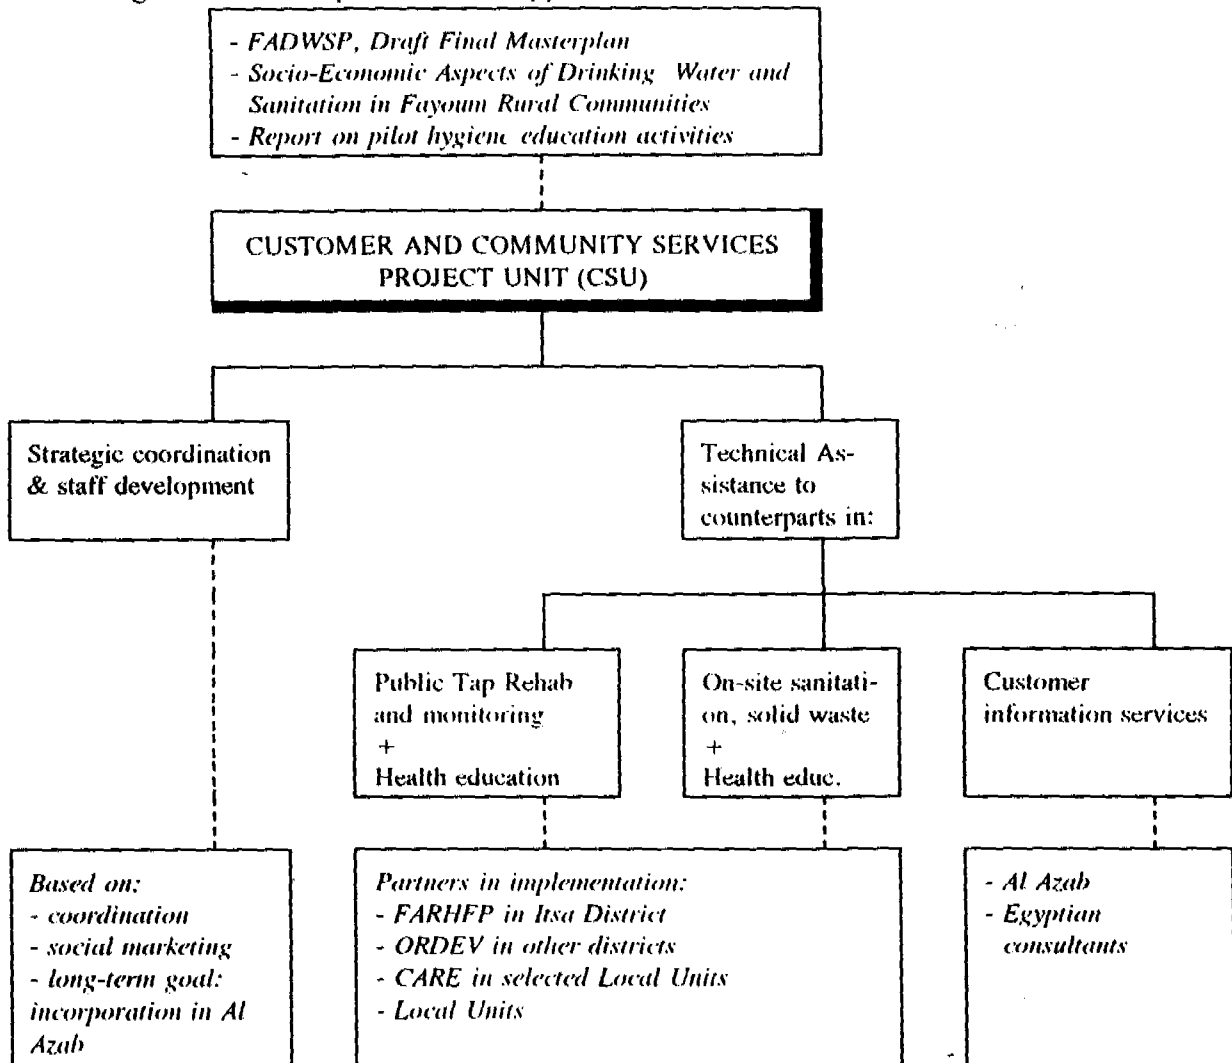 - FADWSP, Draft Final Masterplan
- Socio-Economic Aspects of Drinking Water and
Sanitation in Fayoum Rural Communities
- Report on pilot hygiene education activities
CUSTOMER AND COMMUNITY SERVICES
PROJECT UNIT (CSU)
Strategic coordination
& staff development
Technical As-
sistance to
counterparts in:
Public Tap Rehab
and monitoring
+
Health education
On-site sanitati-
on, solid waste
+
Health educ.
Customer
information services
Based on:
- coordination
- social marketing
- long-term goal:
incorporation in Al
Azab
Partners in implementation:
- FARHFP in Itsa District
- ORDEV in other districts
- CARE in selected Local Units
- Local Units
- Al Azab
- Egyptian
consultants